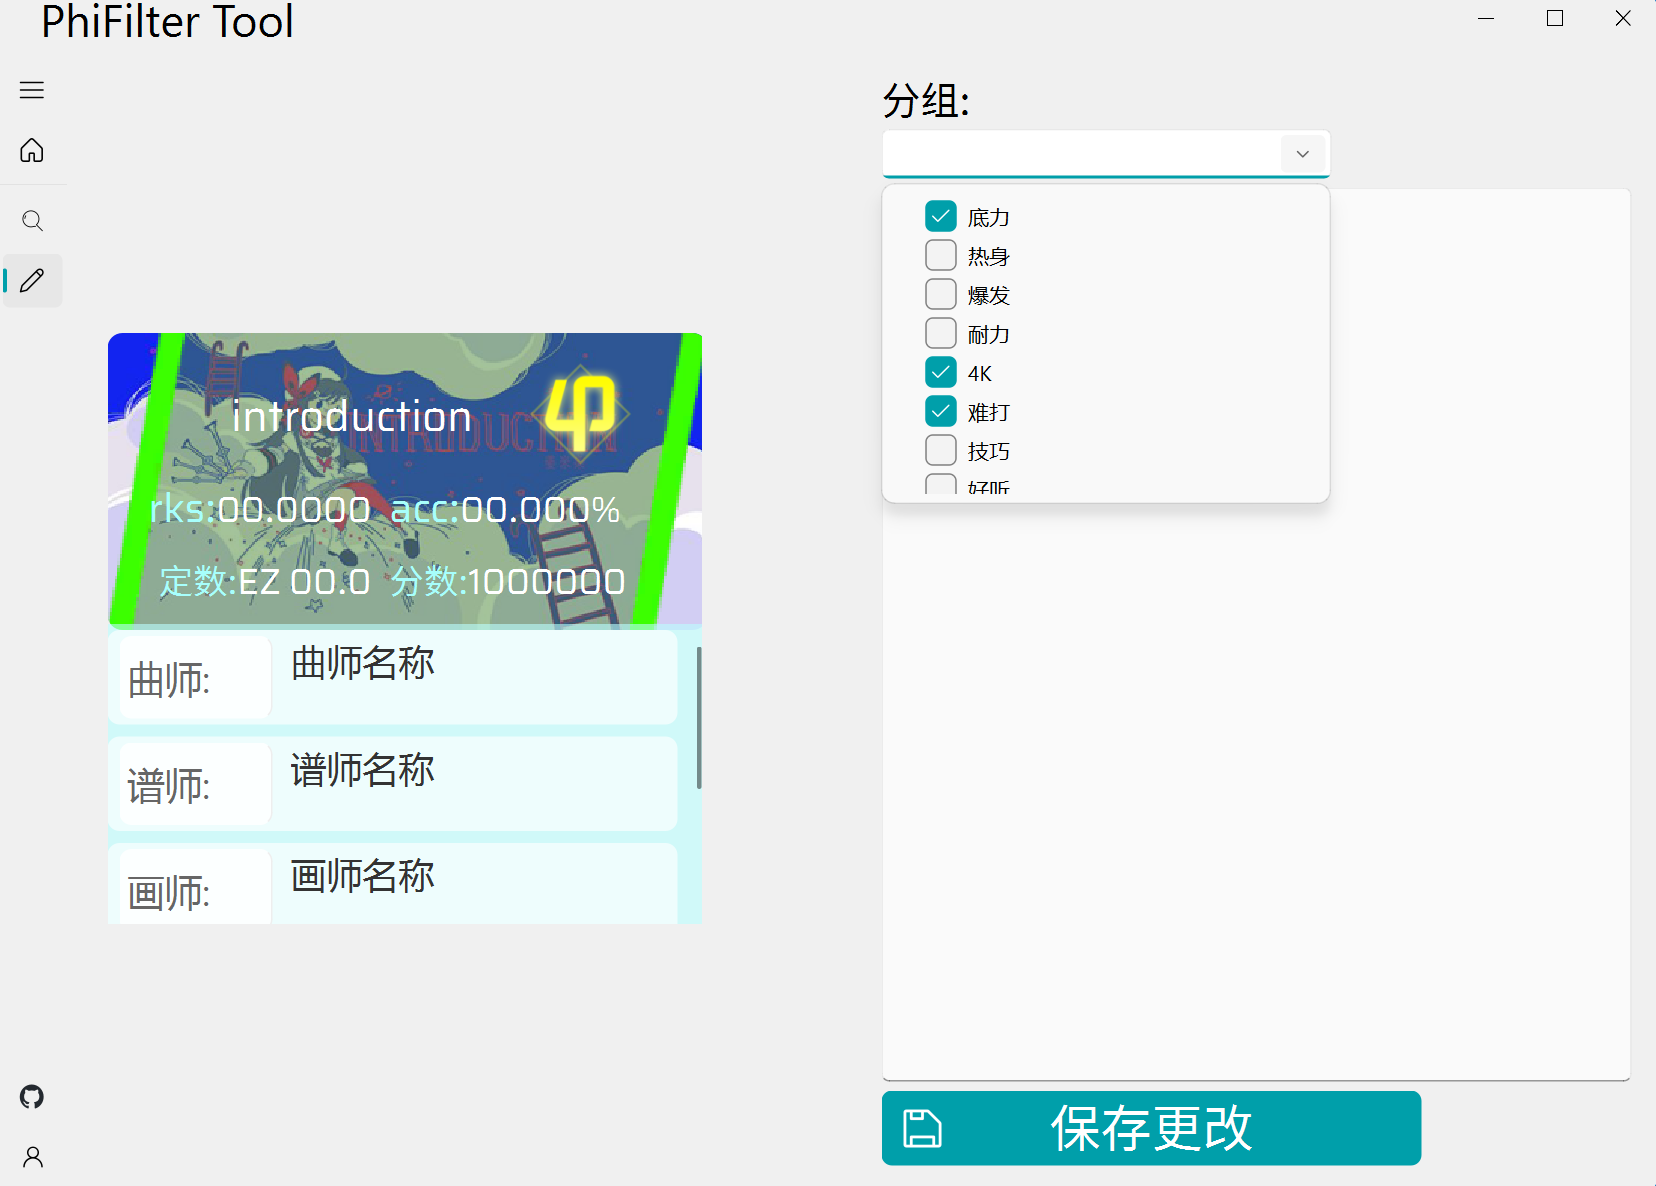 PhiFilter Tool
分组:
底力
热身
爆发
耐力
4K
难打
技巧
好听
introduction
INTRODUCTION
rks:00.0000 acc:00.000%
定数:EZ 00.0 分数:1000000
曲师: 曲师名称
谱师: 谱师名称
画师: 画师名称
保存更改